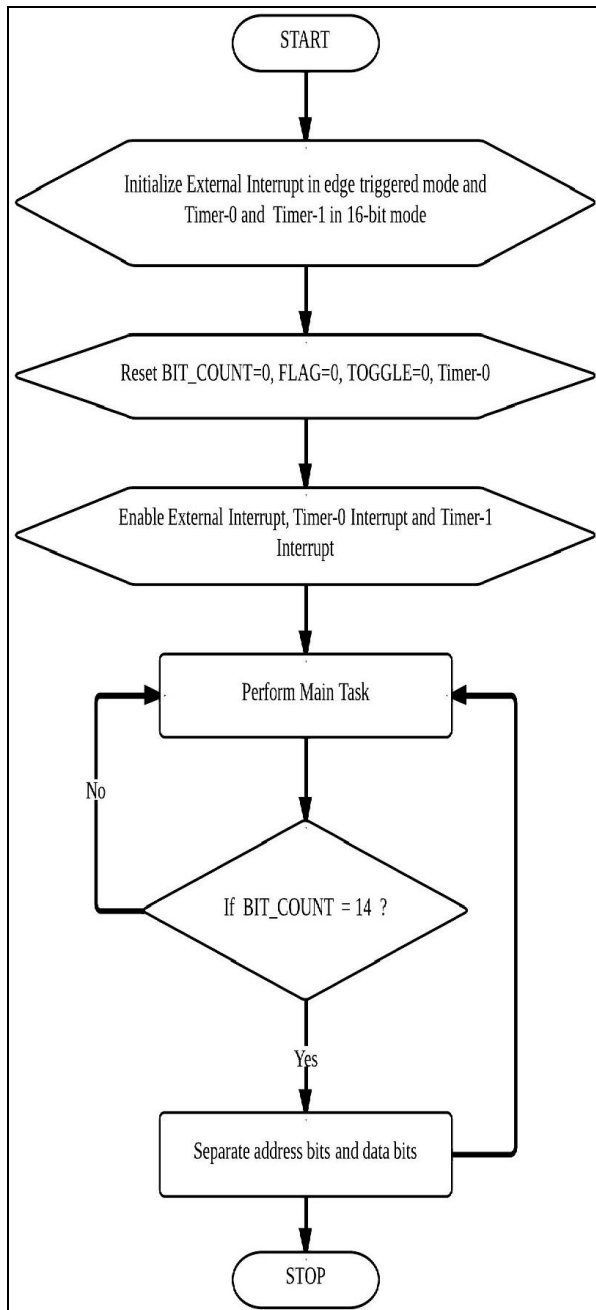 START
Initialize External Interrupt in edge triggered mode and
Timer-0 and Timer-1 in 16-bit mode
Reset BIT_COUNT=0, FLAG=0, TOGGLE=0, Timer-0
Enable External Interrupt, Timer-0 Interrupt and Timer-1
Interrupt
Perform Main Task
No
If BIT_COUNT = 14 ?
Yes
Separate address bits and data bits
STOP